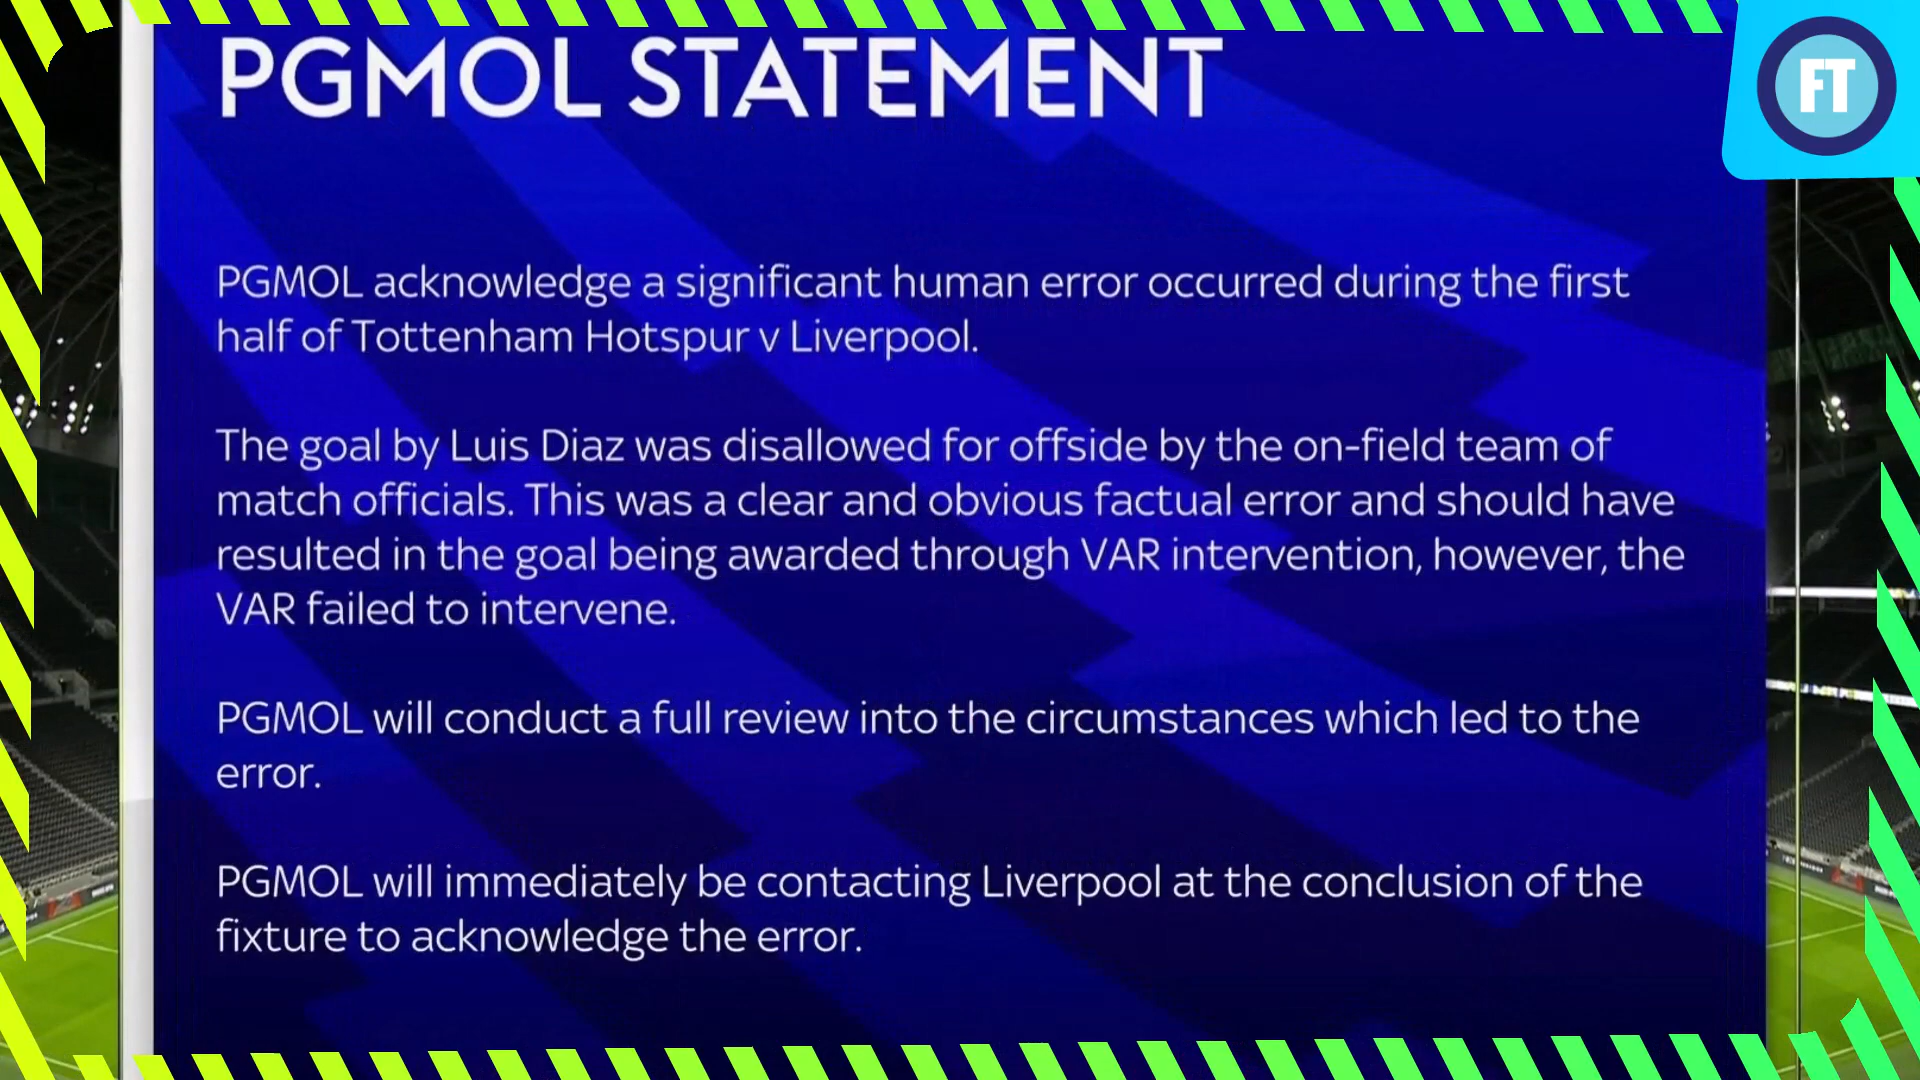 PGMOL STATEMENT
FT
PGMOL acknowledge a significant human error occurred during the first
half of Tottenham Hotspur v Liverpool.
The goal by Luis Diaz was disallowed for offside by the on-field team of
match officials. This was a clear and obvious factual error and should have
resulted in the goal being awarded through VAR intervention, however, the
VAR failed to intervene.
PGMOL will conduct a full review into the circumstances which led to the
error.
PGMOL will immediately be contacting Liverpool at the conclusion of the
fixture to acknowledge the error.